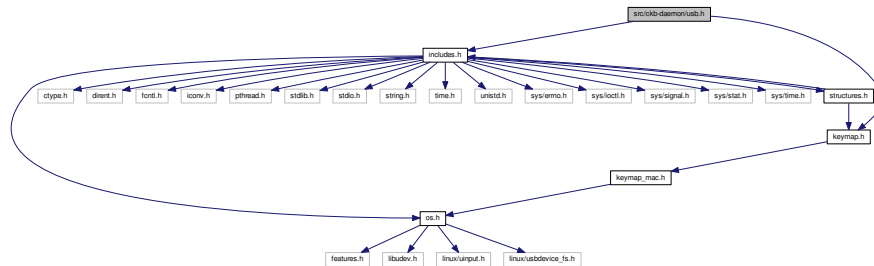 src/ckb-daemon/usb.h
includes.h
ctype.h
dirent.h
fcntl.h
iconv.h
pthread.h
stdlib.h
stdio.h
string.h
time.h
unistd.h
sys/errno.h
sys/ioctl.h
sys/signal.h
sys/stat.h
sys/time.h
structures.h
keymap.h
keymap_mac.h
os.h
features.h
libudev.h
linux/uinput.h
linux/usbdevice_fs.h